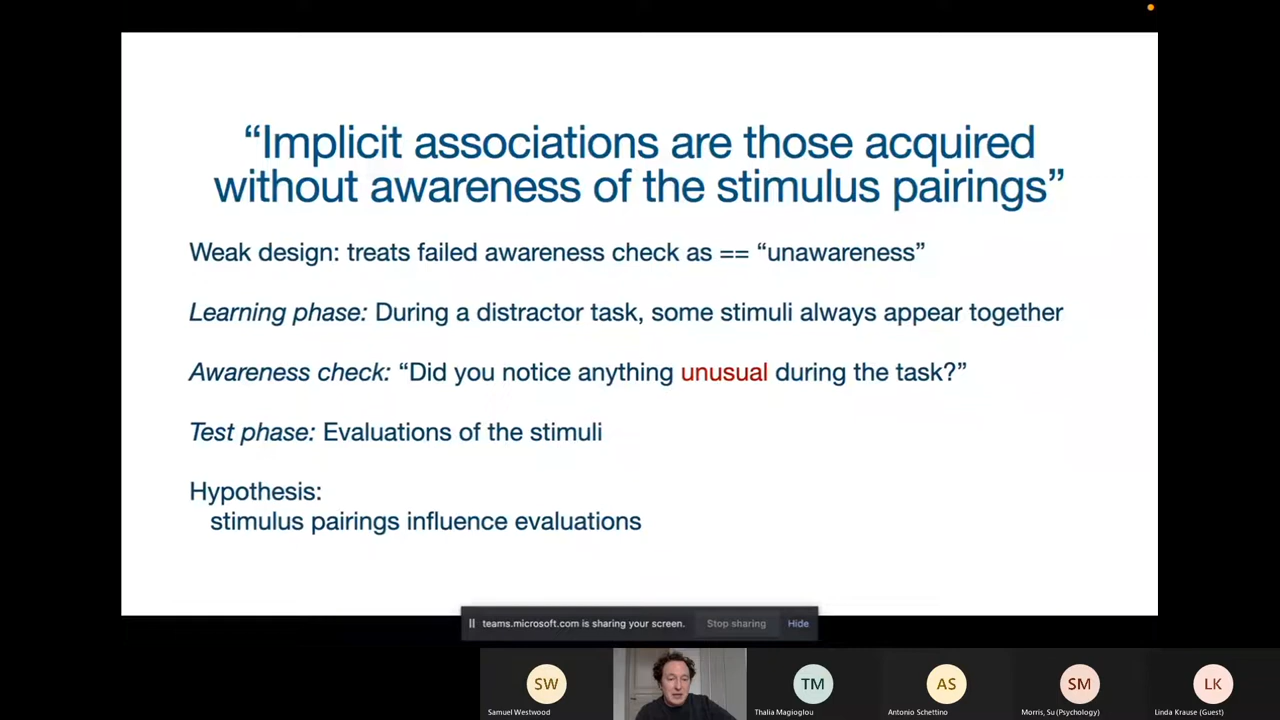 “Implicit associations are those acquired
without awareness of the stimulus pairings”
Weak design: treats failed awareness check as == “unawareness”
Learning phase: During a distractor task, some stimuli always appear together
Awareness check: “Did you notice anything unusual during the task?”
Test phase: Evaluations of the stimuli
Hypothesis:
stimulus pairings influence evaluations
teams.microsoft.com is sharing your screen.
Stop sharing
Hide
SW
TM
AS
SM
LK
Samuel Westwood
Thalia Magioglou
Antonio Schettino
Morris, Su (Psychology)
Linda Krause (Guest)